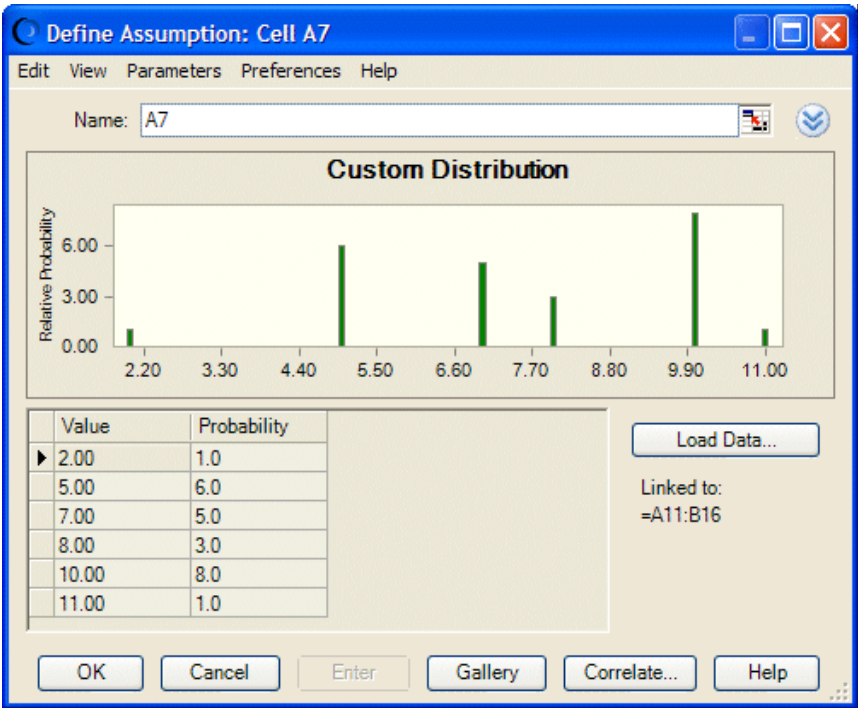 Define Assumption: Cell A7
Edit View Parameters Preferences Help
Name: A7
Custom Distribution
Relative Probability
6.00
3.00
0.00
2.20 3.30 4.40 5.50 6.60 7.70 8.80 9.90 11.00
Value Probability
2.00 1.0
5.00 6.0
7.00 5.0
8.00 3.0
10.00 8.0
11.00 1.0
Load Data...
Linked to:
=A11:B16
OK Cancel Enter Gallery Correlate... Help